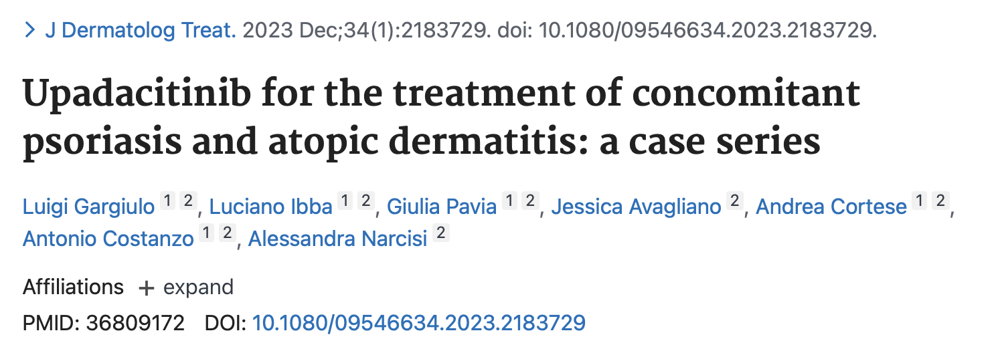 > J Dermatolog Treat. 2023 Dec;34(1):2183729. doi: 10.1080/09546634.2023.2183729.
Upadacitinib for the treatment of concomitant
psoriasis and atopic dermatitis: a case series
Luigi Gargiulo 1 2, Luciano Ibba 1 2, Giulia Pavia 1 2, Jessica Avagliano 2, Andrea Cortese 1 2,
Antonio Costanzo 1 2, Alessandra Narcisi 2
Affiliations + expand
PMID: 36809172 DOI: 10.1080/09546634.2023.2183729